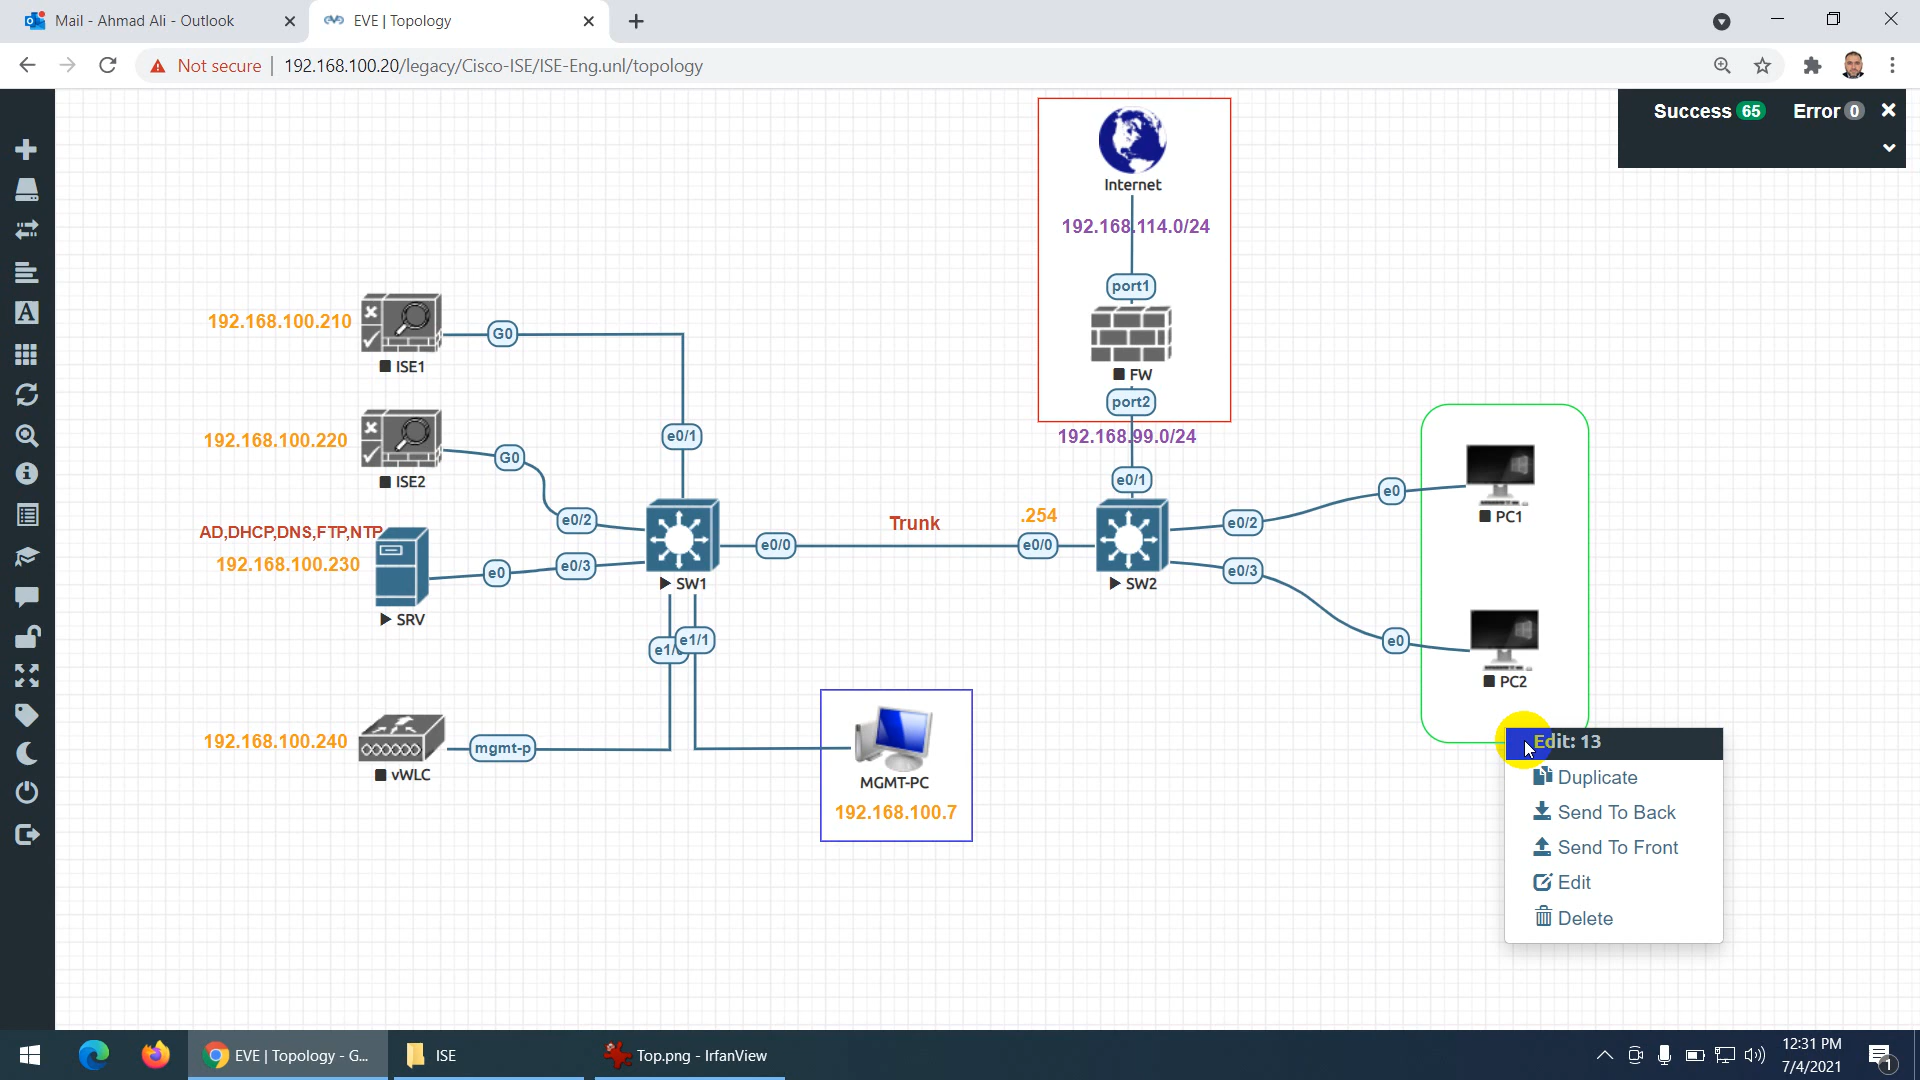 Mail - Ahmad Ali - Outlook
EVE | Topology
Not secure
192.168.100.20/legacy/Cisco-ISE/ISE-Eng.unl/topology
Success 65 Error 0
Internet
192.168.114.0/24
port1
FW
port2
192.168.99.0/24
e0/1
192.168.100.210
G0
ISE1
e0/1
192.168.100.220
G0
ISE2
e0/2
AD,DHCP,DNS,FTP,NTP
192.168.100.230
e0
e0/3
SRV
SW1
e0/0
Trunk
.254
e0/0
SW2
e0/2
e0
PC1
e0/3
e0
PC2
e1/1
192.168.100.240
mgmt-p
vWLC
MGMT-PC
192.168.100.7
Edit: 13
Duplicate
Send To Back
Send To Front
Edit
Delete
EVE | Topology - G...
ISE
Top.png - IrfanView
12:31 PM
7/4/2021
1